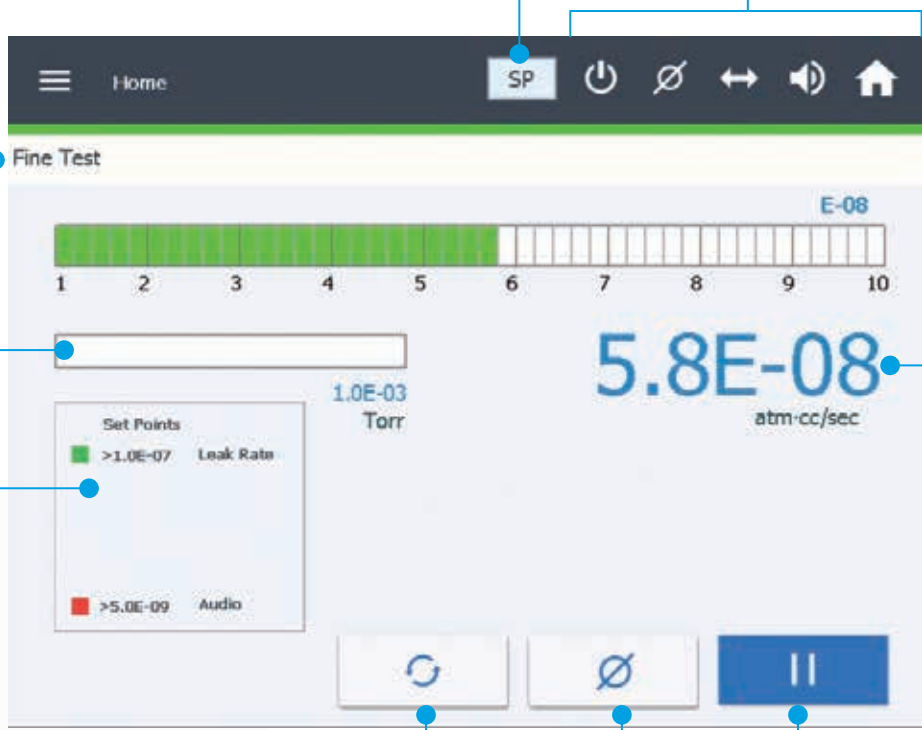 Home
SP
Fine Test
E-08
1 2 3 4 5 6 7 8 9 10
5.8E-08
atm·cc/sec
1.0E-03
Torr
Set Points
>1.0E-07 Leak Rate
>5.0E-09 Audio